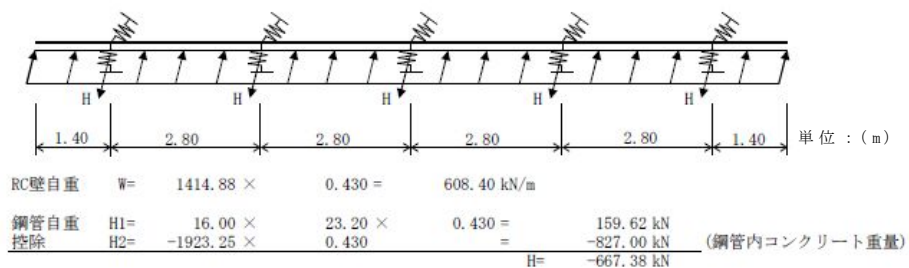 H H H H H
1.40 2.80 2.80 2.80 2.80 1.40 単位：(m)
RC壁自重 W= 1414.88 × 0.430 = 608.40 kN/m
鋼管自重 H1= 16.00 × 23.20 × 0.430 = 159.62 kN
控除 H2= -1923.25 × 0.430 = -827.00 kN (鋼管内コンクリート重量)
H= -667.38 kN